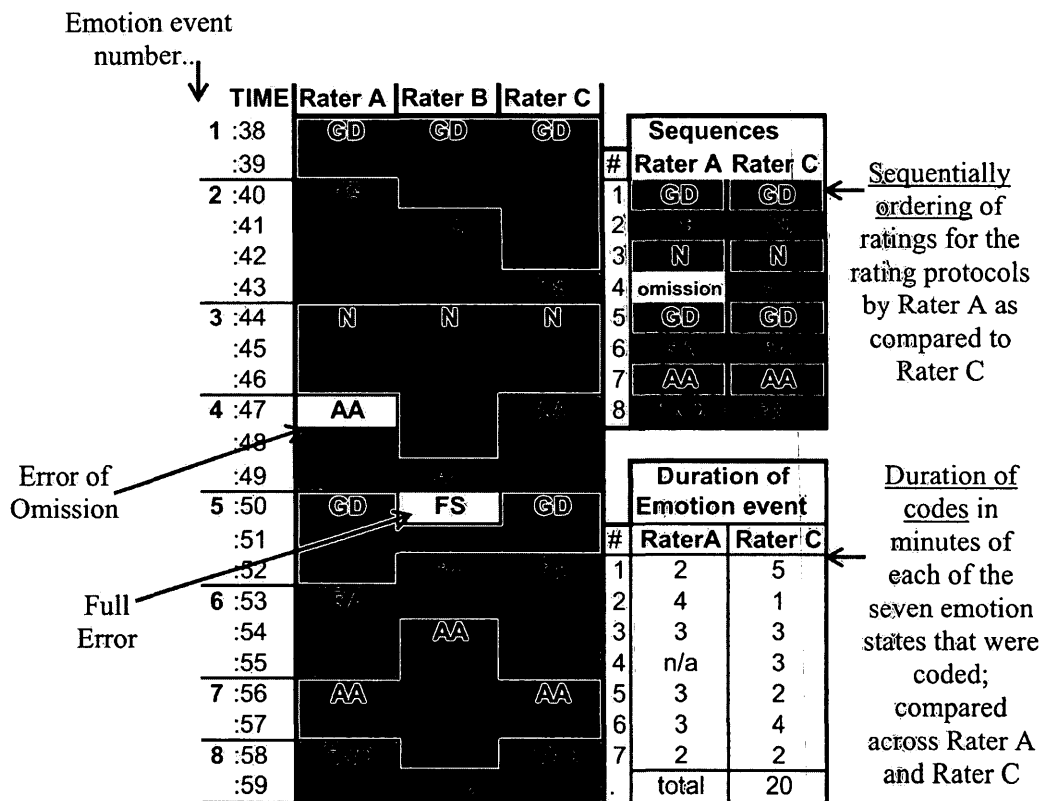 Emotion event
number..
TIME Rater A Rater B Rater C
1 :38 GD GD GD
:39
2 :40
:41
:42
:43
3 :44 N N N
:45
:46
4 :47 AA
:48
:49
5 :50 GD FS GD
:51
:52
6 :53
:54 AA
:55
7 :56 AA AA
:57
8 :58
:59
Error of
Omission
Full
Error
Sequences
# Rater A Rater C
1 GD GD
2
3 N N
4 omission
5 GD GD
6
7 AA AA
8
Sequentially
ordering of
ratings for the
rating protocols
by Rater A as
compared to
Rater C
Duration of
Emotion event
# RaterA Rater C
1 2 5
2 4 1
3 3 3
4 n/a 3
5 3 2
6 3 4
7 2 2
. total 20
Duration of
codes in
minutes of
each of the
seven emotion
states that were
coded;
compared
across Rater A
and Rater C